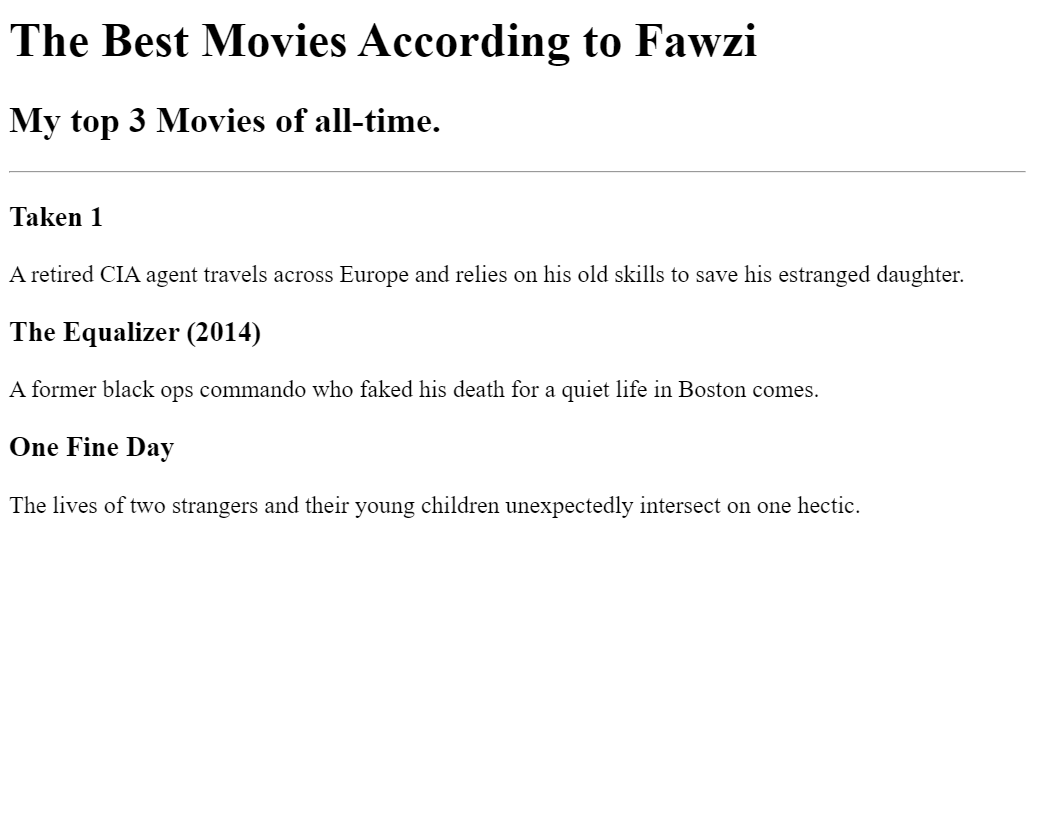 The Best Movies According to Fawzi
My top 3 Movies of all-time.
Taken 1
A retired CIA agent travels across Europe and relies on his old skills to save his estranged daughter.
The Equalizer (2014)
A former black ops commando who faked his death for a quiet life in Boston comes.
One Fine Day
The lives of two strangers and their young children unexpectedly intersect on one hectic.